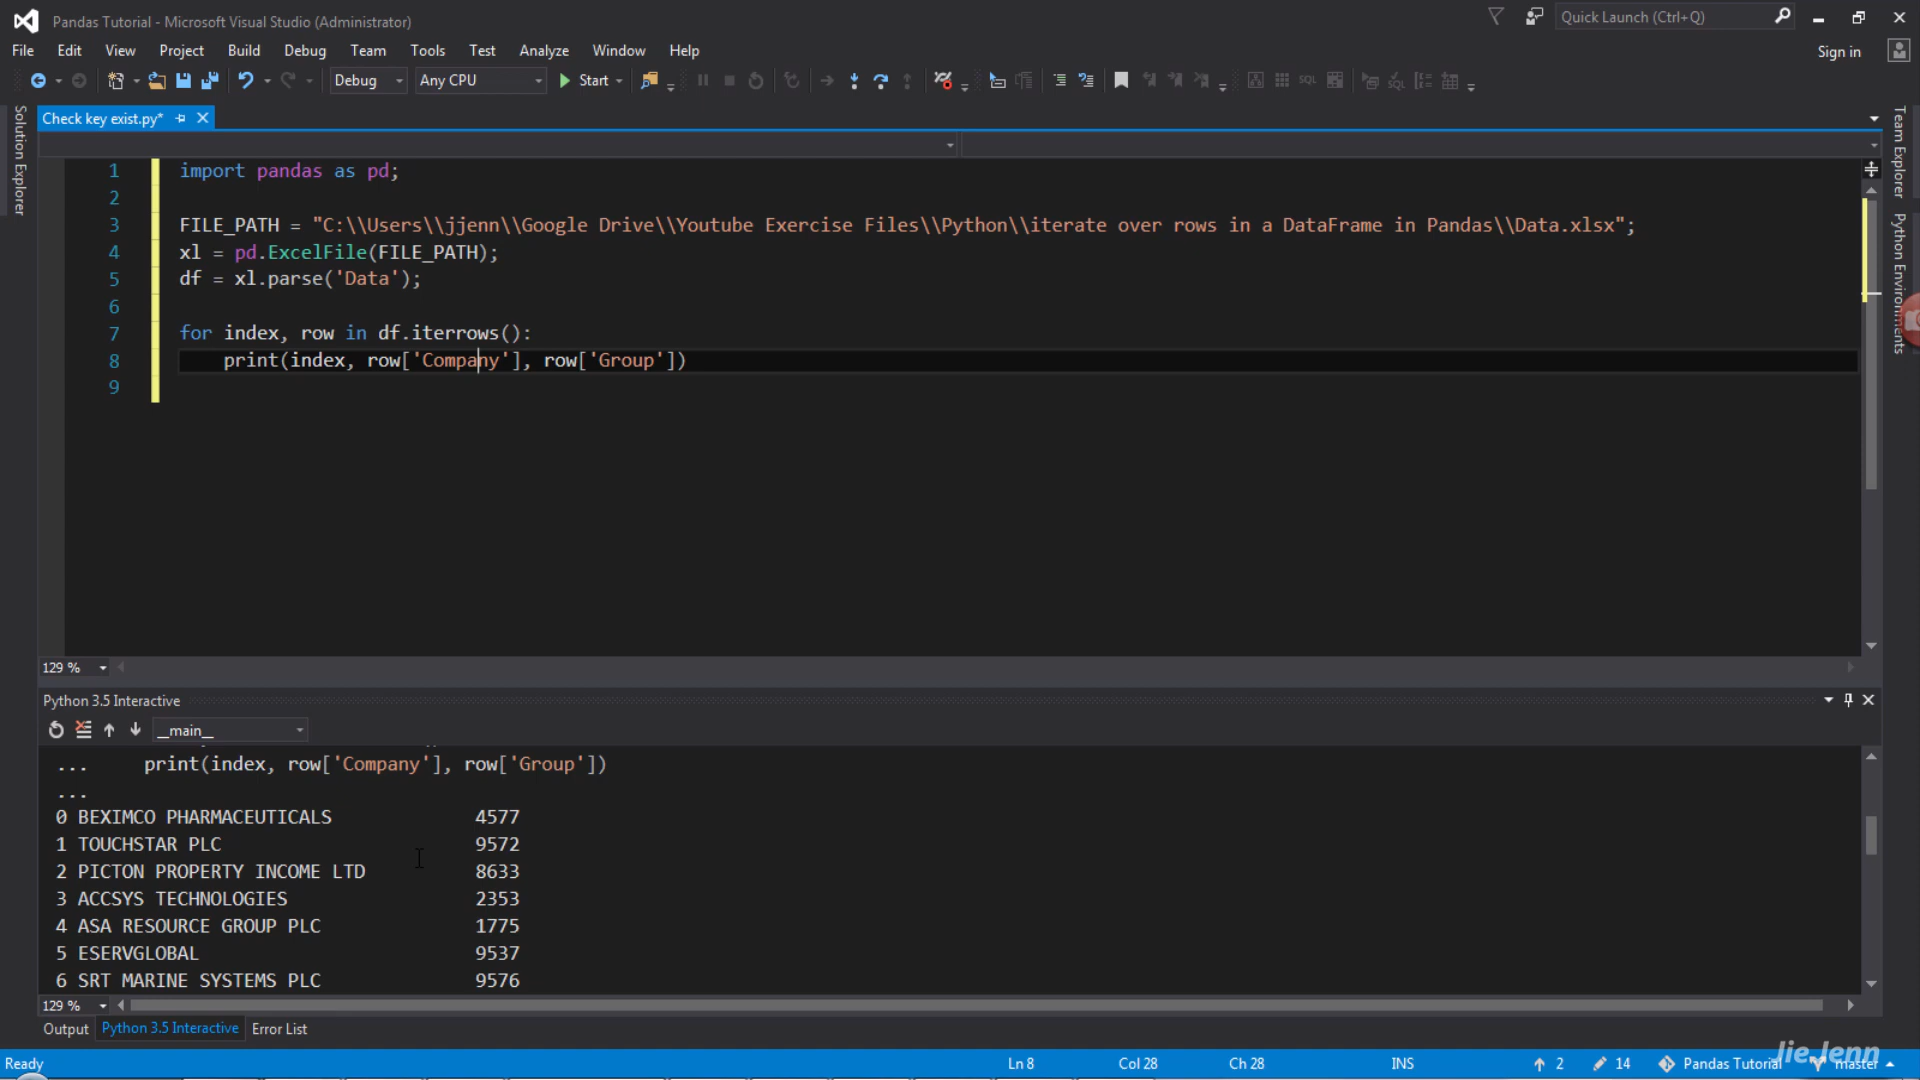 Pandas Tutorial - Microsoft Visual Studio (Administrator)
Quick Launch (Ctrl+Q)
File Edit View Project Build Debug Team Tools Test Analyze Window Help
Sign in
Debug Any CPU Start
Check key exist.py*
Solution Explorer
Team Explorer
Python Environments
1 import pandas as pd;
2
3 FILE_PATH = "C:\\Users\\jjenn\\Google Drive\\Youtube Exercise Files\\Python\\iterate over rows in a DataFrame in Pandas\\Data.xlsx";
4 xl = pd.ExcelFile(FILE_PATH);
5 df = xl.parse('Data');
6
7 for index, row in df.iterrows():
8 print(index, row['Company'], row['Group'])
9
129 %
Python 3.5 Interactive
__main__
... print(index, row['Company'], row['Group'])
...
0 BEXIMCO PHARMACEUTICALS 4577
1 TOUCHSTAR PLC 9572
2 PICTON PROPERTY INCOME LTD 8633
3 ACCSYS TECHNOLOGIES 2353
4 ASA RESOURCE GROUP PLC 1775
5 ESERVGLOBAL 9537
6 SRT MARINE SYSTEMS PLC 9576
129 %
Output Python 3.5 Interactive Error List
Ready Ln 8 Col 28 Ch 28 INS 2 14 Pandas Tutorial master
Jie Jenn